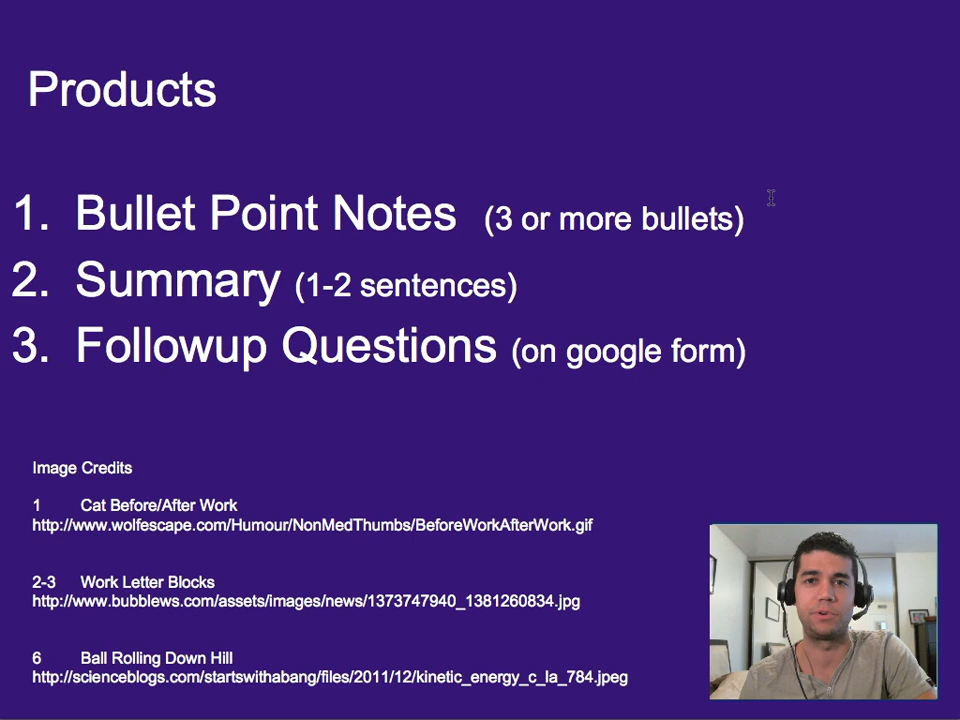 Products
1. Bullet Point Notes (3 or more bullets)
2. Summary (1-2 sentences)
3. Followup Questions (on google form)
Image Credits
1 Cat Before/After Work
http://www.wolfescape.com/Humour/NonMedThumbs/BeforeWorkAfterWork.gif
2-3 Work Letter Blocks
http://www.bubblews.com/assets/images/news/1373747940_1381260834.jpg
6 Ball Rolling Down Hill
http://scienceblogs.com/startswithabang/files/2011/12/kinetic_energy_c_la_784.jpeg